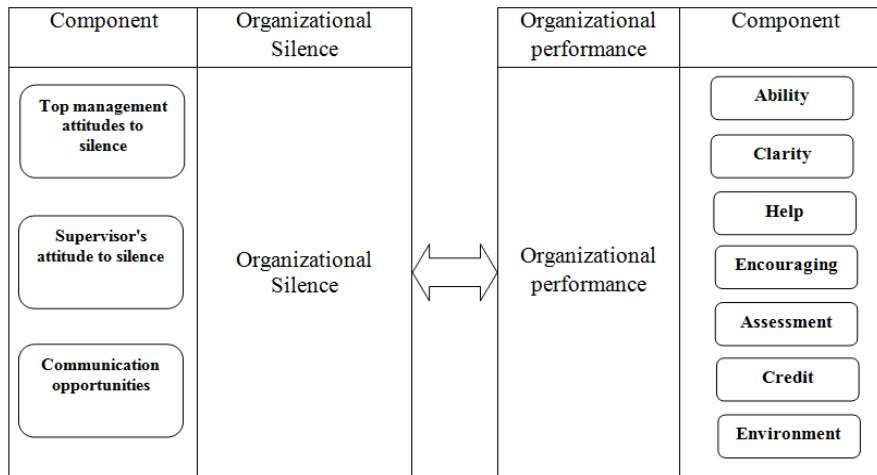 Component
Organizational
Silence
Organizational
performance
Component
Top management
attitudes to
silence
Supervisor's
attitude to silence
Communication
opportunities
Organizational
Silence
Organizational
performance
Ability
Clarity
Help
Encouraging
Assessment
Credit
Environment